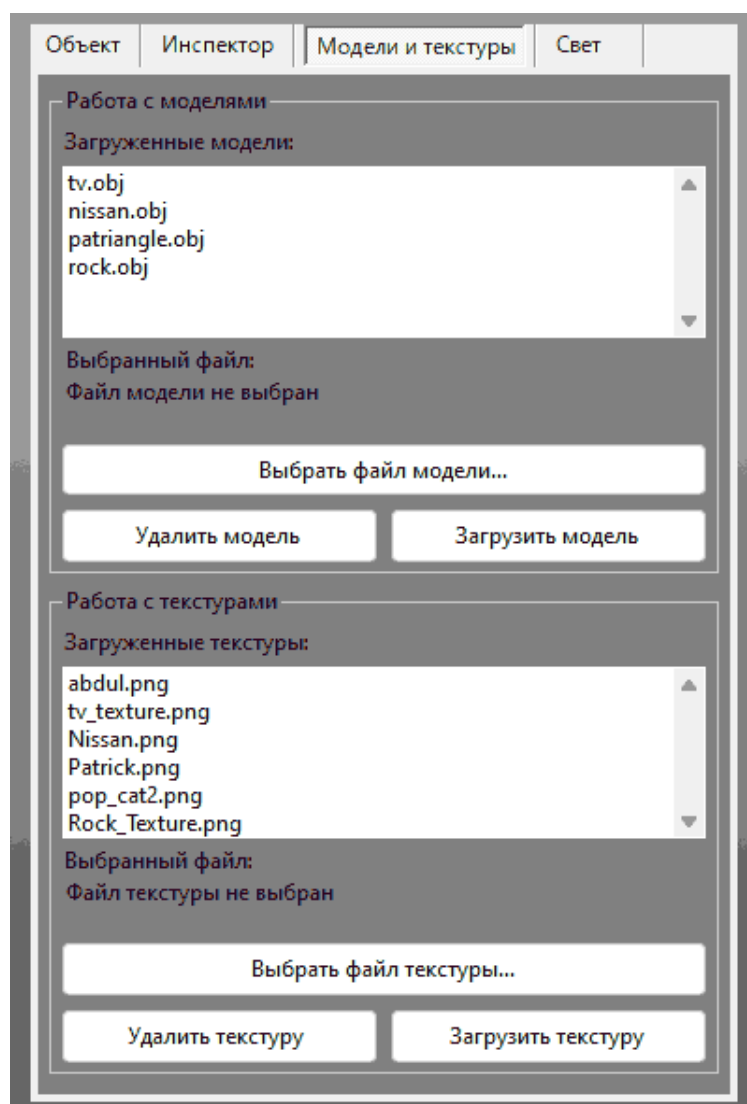 Объект Инспектор Модели и текстуры Свет
Работа с моделями
Загруженные модели:
tv.obj
nissan.obj
patriangle.obj
rock.obj
Выбранный файл:
Файл модели не выбран
Выбрать файл модели...
Удалить модель Загрузить модель
Работа с текстурами
Загруженные текстуры:
abdul.png
tv_texture.png
Nissan.png
Patrick.png
pop_cat2.png
Rock_Texture.png
Выбранный файл:
Файл текстуры не выбран
Выбрать файл текстуры...
Удалить текстуру Загрузить текстуру